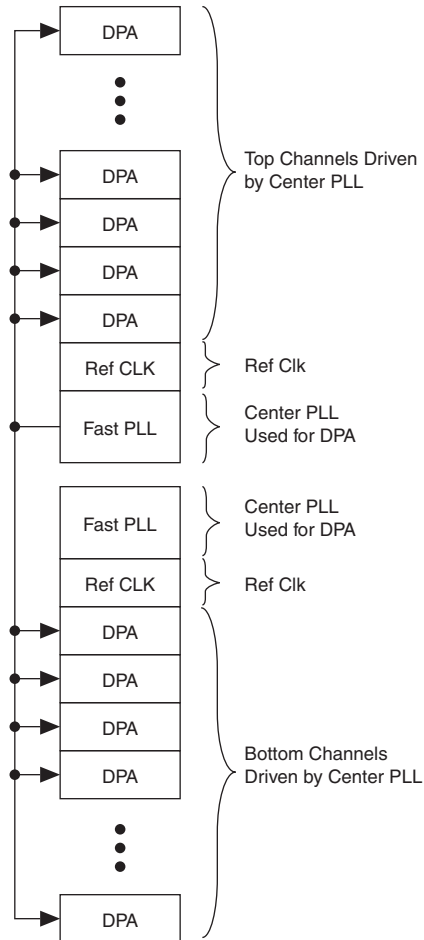 DPA
DPA
DPA
DPA
DPA
Top Channels Driven
by Center PLL
Ref CLK
Ref Clk
Fast PLL
Center PLL
Used for DPA
Fast PLL
Center PLL
Used for DPA
Ref CLK
Ref Clk
DPA
DPA
DPA
DPA
Bottom Channels
Driven by Center PLL
DPA